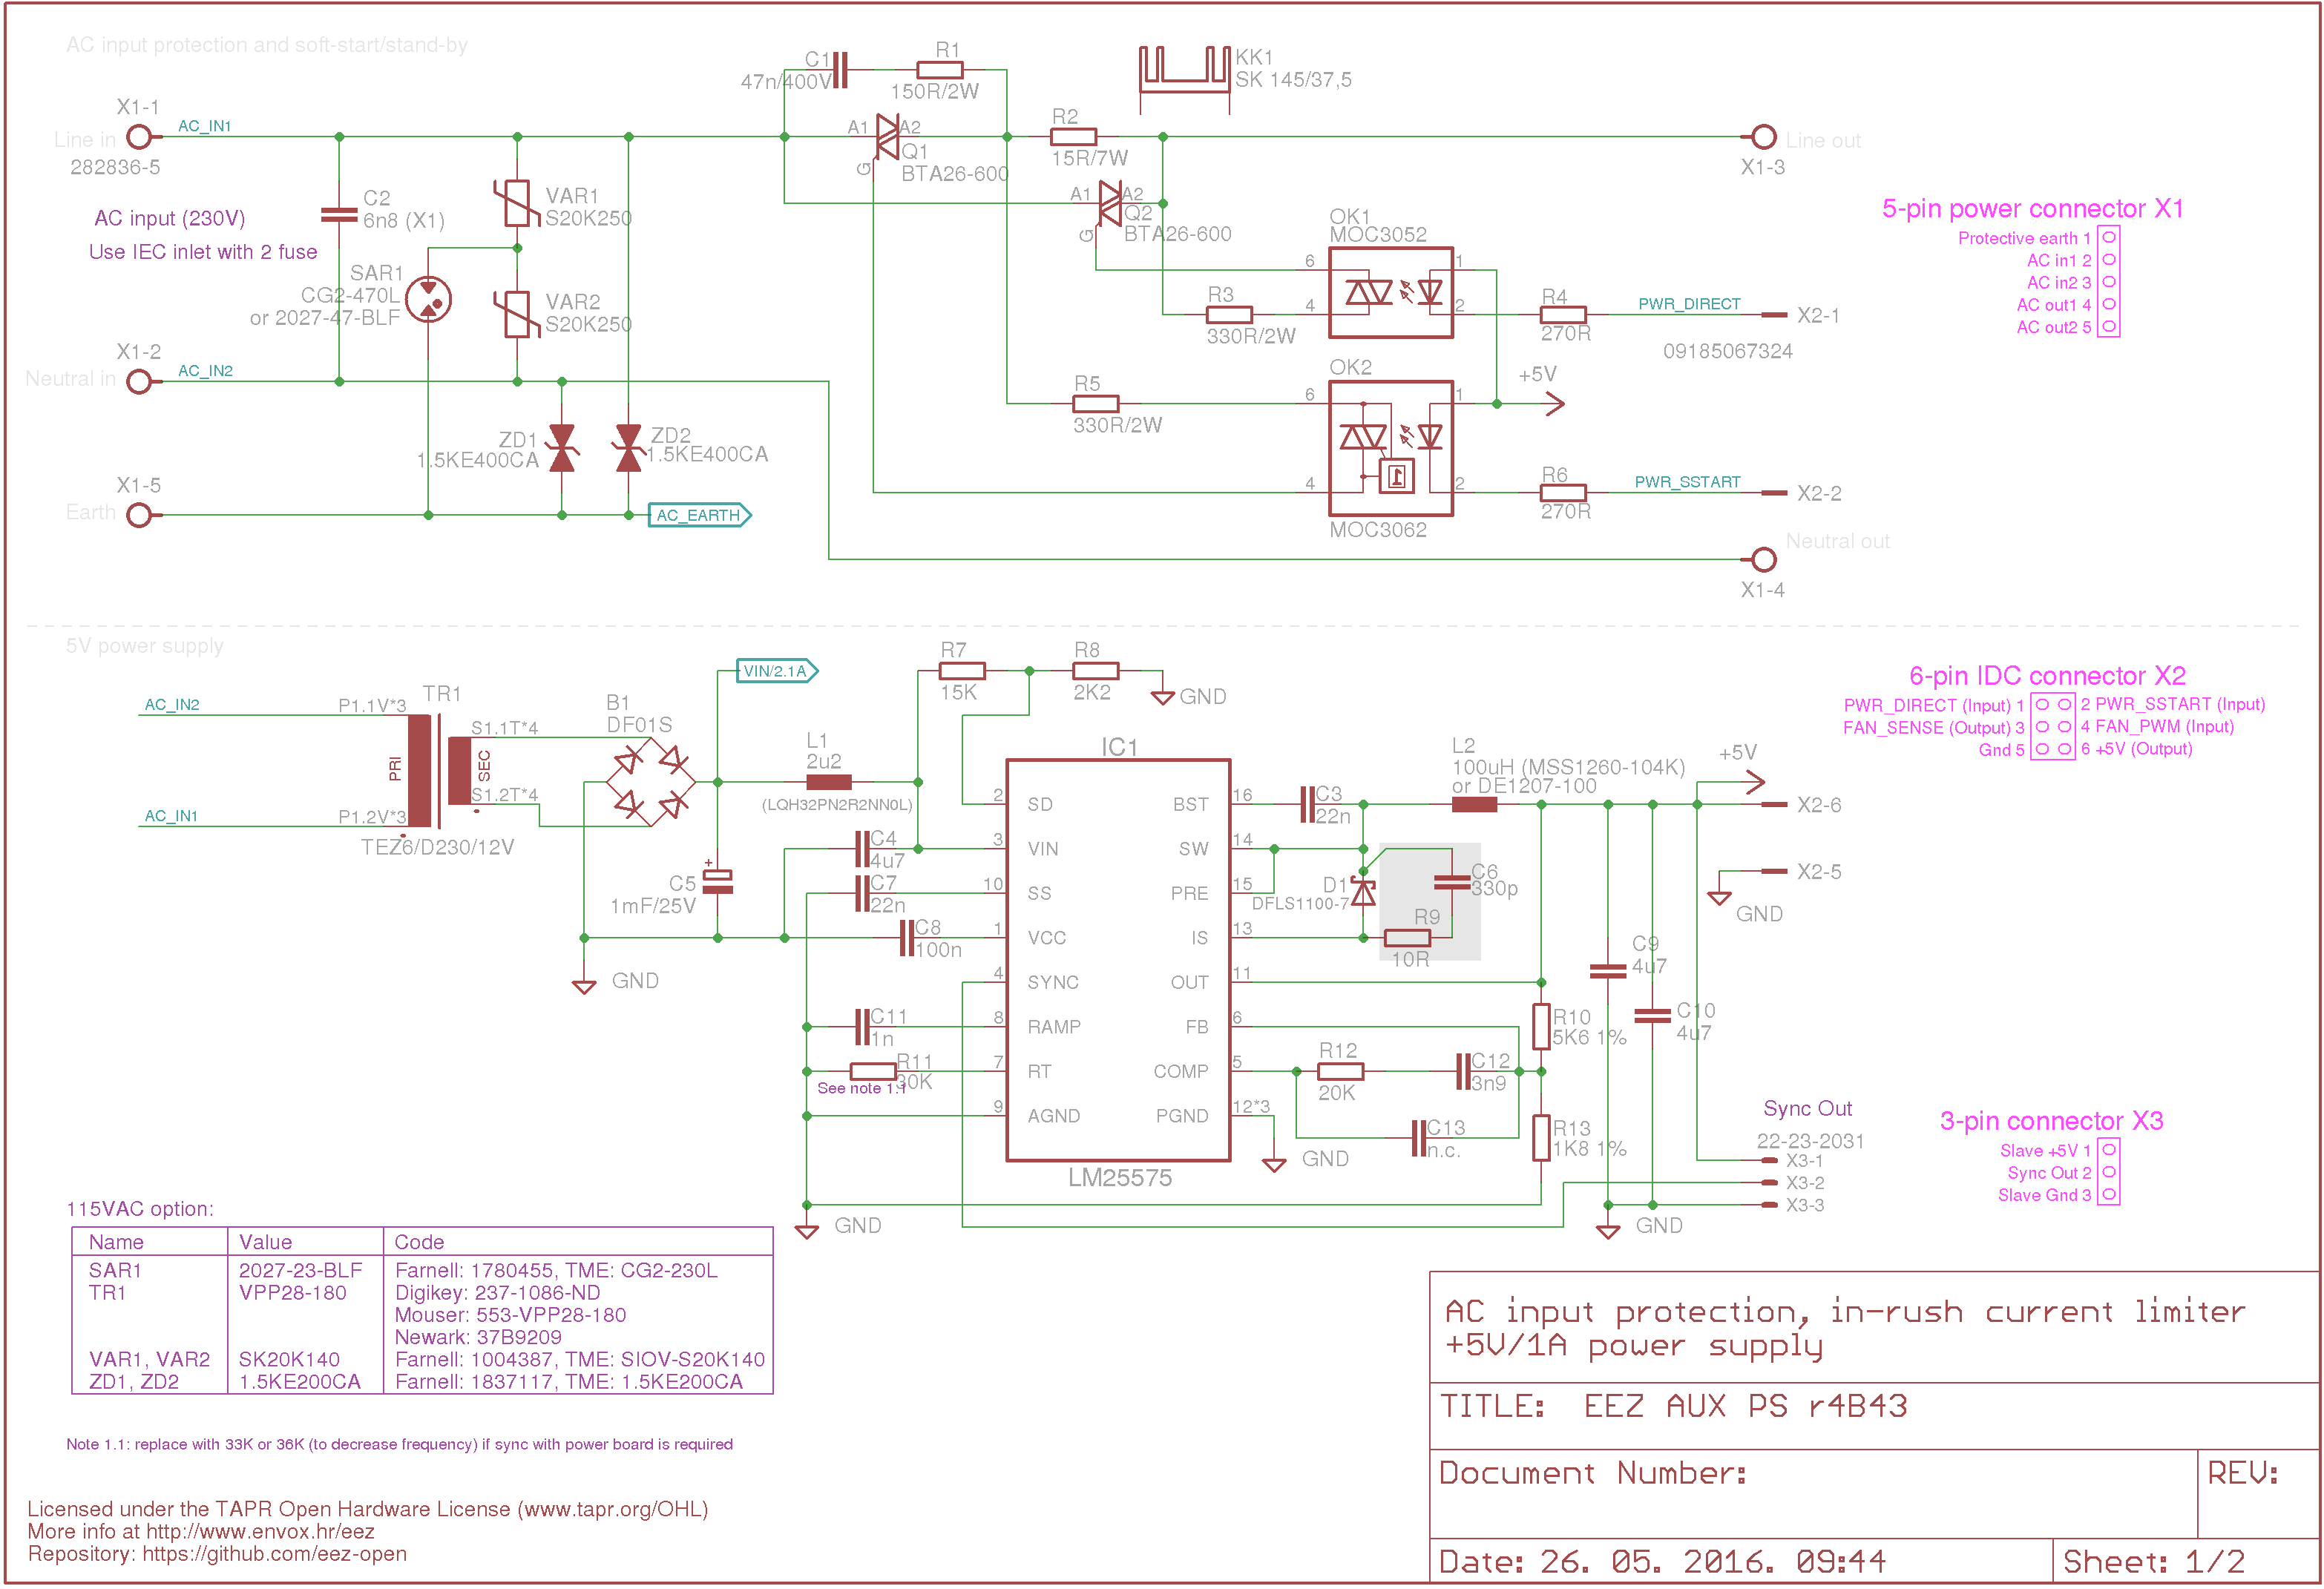 AC input protection and soft-start/stand-by
X1-1
AC_IN1
Line in
282836-5
AC input (230V)
Use IEC inlet with 2 fuse
C2
6n8 (X1)
VAR1
S20K250
SAR1
CG2-470L
or 2027-47-BLF
VAR2
S20K250
X1-2
AC_IN2
Neutral in
ZD1
1.5KE400CA
ZD2
1.5KE400CA
X1-5
Earth
AC_EARTH
C1
47n/400V
R1
150R/2W
KK1
SK 145/37,5
A1
A2
G
Q1
BTA26-600
R2
15R/7W
A1
A2
G
Q2
BTA26-600
Line out
X1-3
OK1
MOC3052
6
4
1
2
R3
330R/2W
R4
270R
PWR_DIRECT
X2-1
09185067324
OK2
+5V
R5
330R/2W
6
4
1
2
MOC3062
R6
270R
PWR_SSTART
X2-2
Neutral out
X1-4
5-pin power connector X1
Protective earth 1
AC in1 2
AC in2 3
AC out1 4
AC out2 5
5V power supply
AC_IN2
AC_IN1
P1.1V*3
P1.2V*3
TR1
PRI
SEC
S1.1T*4
S1.2T*4
TEZ6/D230/12V
B1
DF01S
VIN/2.1A
L1
2u2
(LQH32PN2R2NN0L)
C5
1mF/25V
+
GND
C4
4u7
C7
22n
C8
100n
C11
1n
R11
30K
See note 1.1
GND
R7
15K
R8
2K2
GND
IC1
2 SD
3 VIN
10 SS
1 VCC
4 SYNC
8 RAMP
7 RT
9 AGND
BST 16
SW 14
PRE 15
IS 13
OUT 11
FB 6
COMP 5
PGND 12*3
LM25575
C3
22n
L2
100uH (MSS1260-104K)
or DE1207-100
D1
DFLS1100-7
C6
330p
R9
10R
R10
5K6 1%
R12
20K
C12
3n9
C13
n.c.
R13
1K8 1%
GND
C9
4u7
C10
4u7
GND
+5V
X2-6
X2-5
GND
Sync Out
22-23-2031
X3-1
X3-2
X3-3
6-pin IDC connector X2
PWR_DIRECT (Input) 1 2 PWR_SSTART (Input)
FAN_SENSE (Output) 3 4 FAN_PWM (Input)
Gnd 5 6 +5V (Output)
3-pin connector X3
Slave +5V 1
Sync Out 2
Slave Gnd 3
115VAC option:
Name Value Code
SAR1 2027-23-BLF Farnell: 1780455, TME: CG2-230L
TR1 VPP28-180 Digikey: 237-1086-ND
Mouser: 553-VPP28-180
Newark: 37B9209
VAR1, VAR2 SK20K140 Farnell: 1004387, TME: SIOV-S20K140
ZD1, ZD2 1.5KE200CA Farnell: 1837117, TME: 1.5KE200CA
Note 1.1: replace with 33K or 36K (to decrease frequency) if sync with power board is required
Licensed under the TAPR Open Hardware License (www.tapr.org/OHL)
More info at http://www.envox.hr/eez
Repository: https://github.com/eez-open
AC input protection, in-rush current limiter
+5V/1A power supply
TITLE: EEZ AUX PS r4B43
Document Number:
REV:
Date: 26. 05. 2016. 09:44
Sheet: 1/2